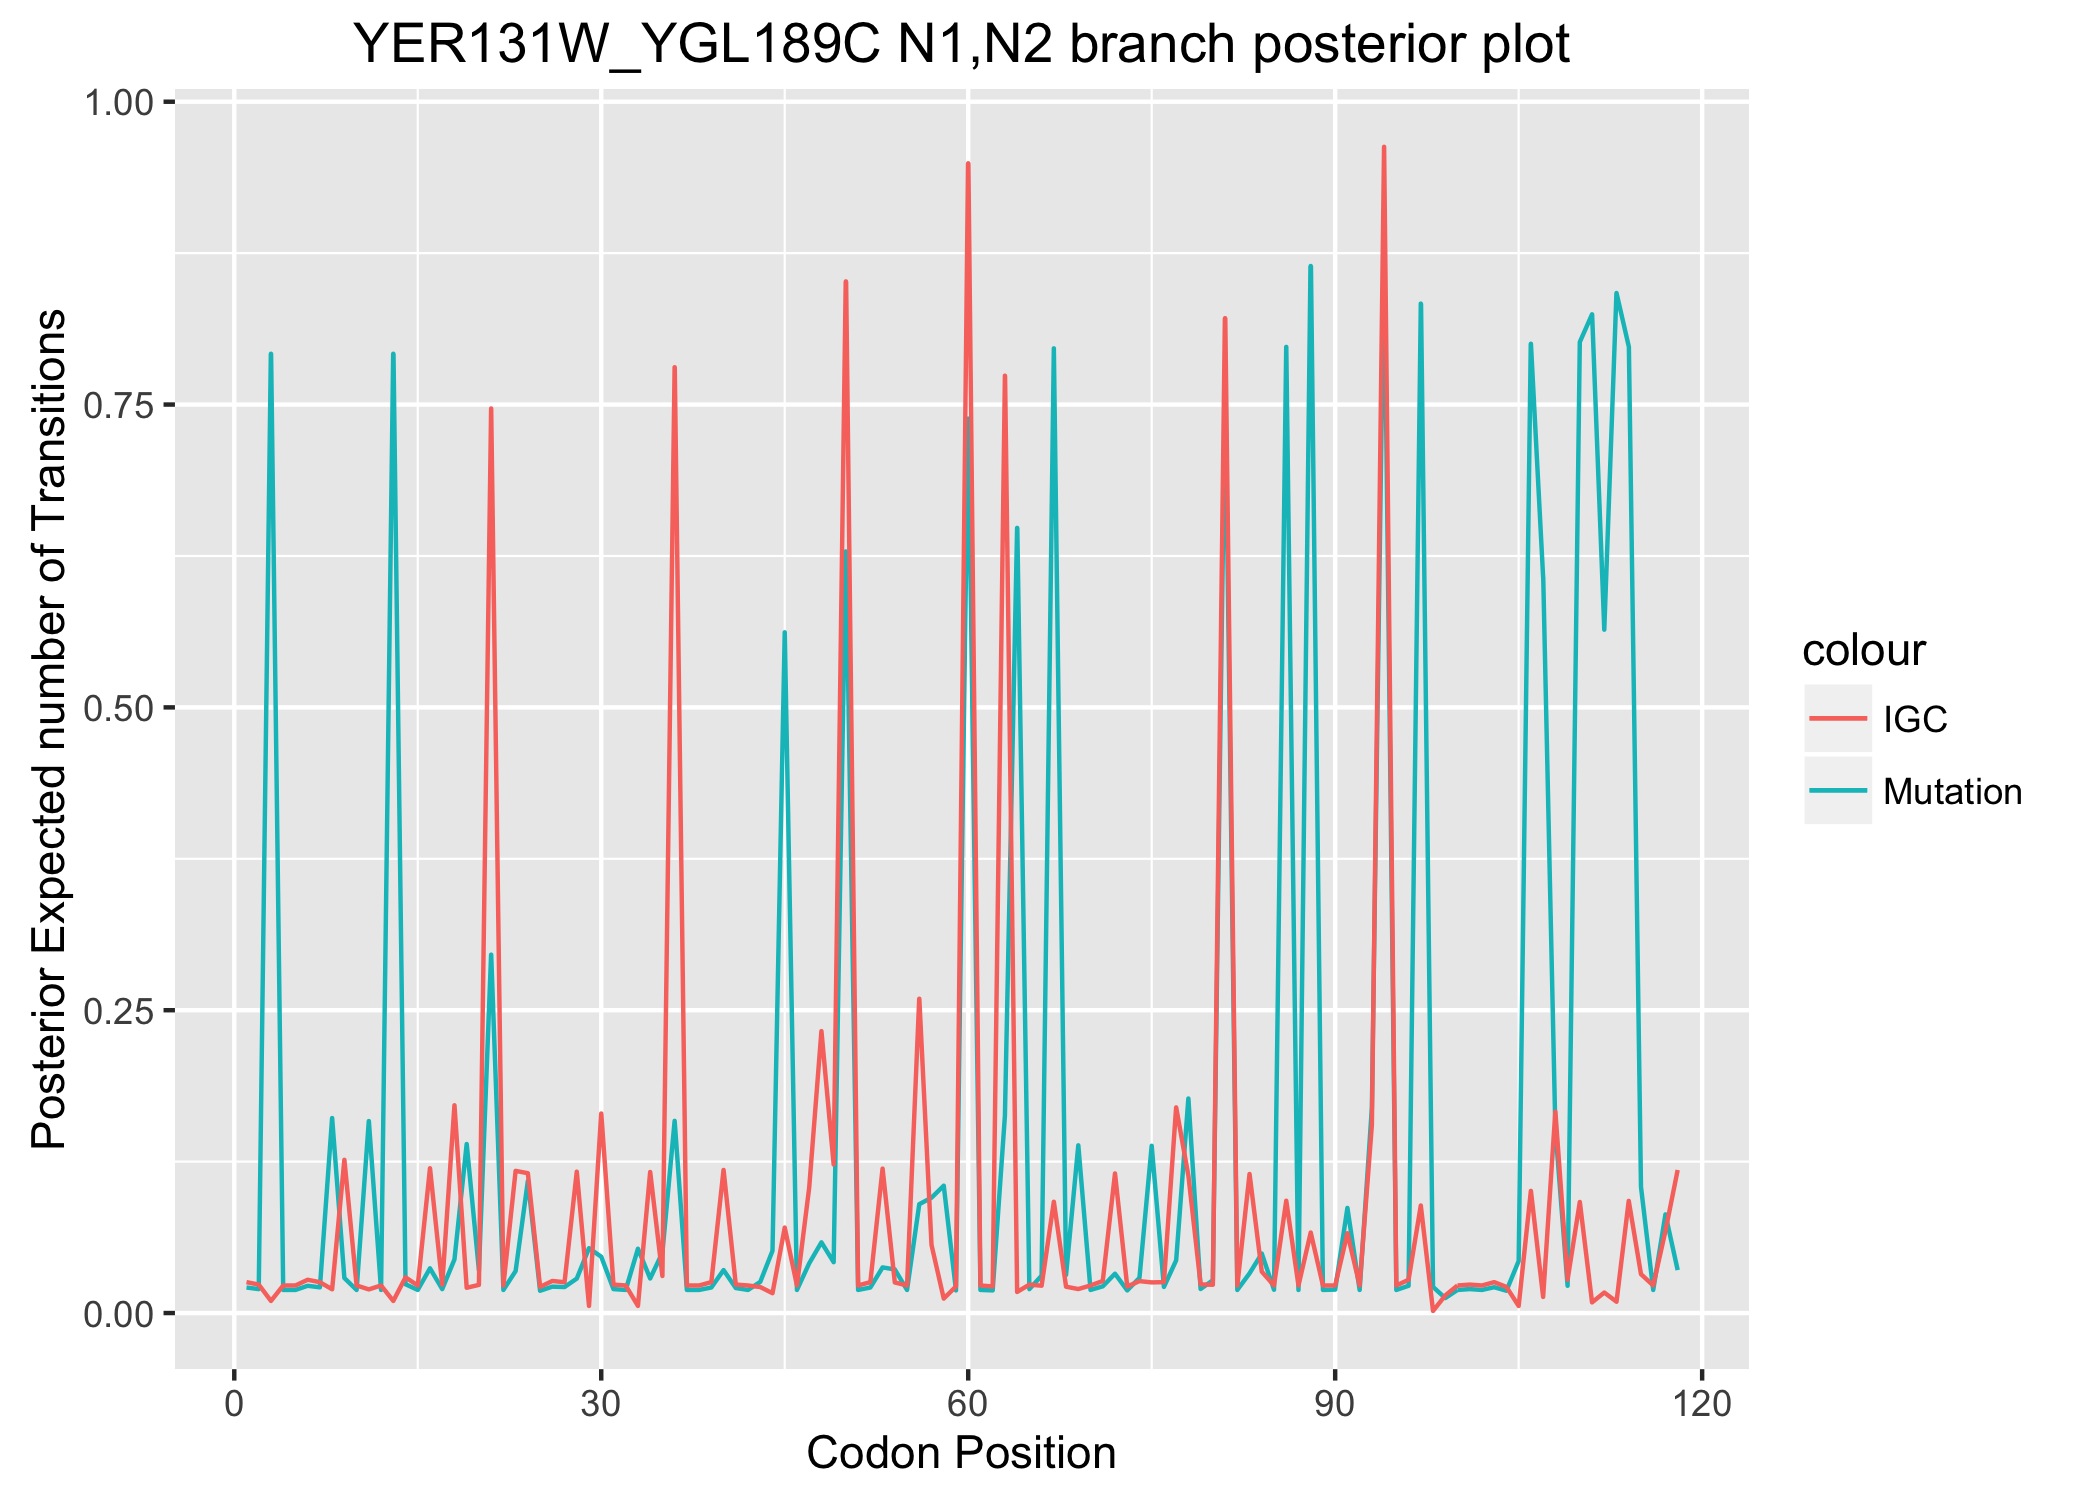 YER131W_YGL189C N1,N2 branch posterior plot
Posterior Expected number of Transitions
1.00
0.75
0.50
0.25
0.00
0 30 60 90 120
Codon Position
colour
IGC
Mutation